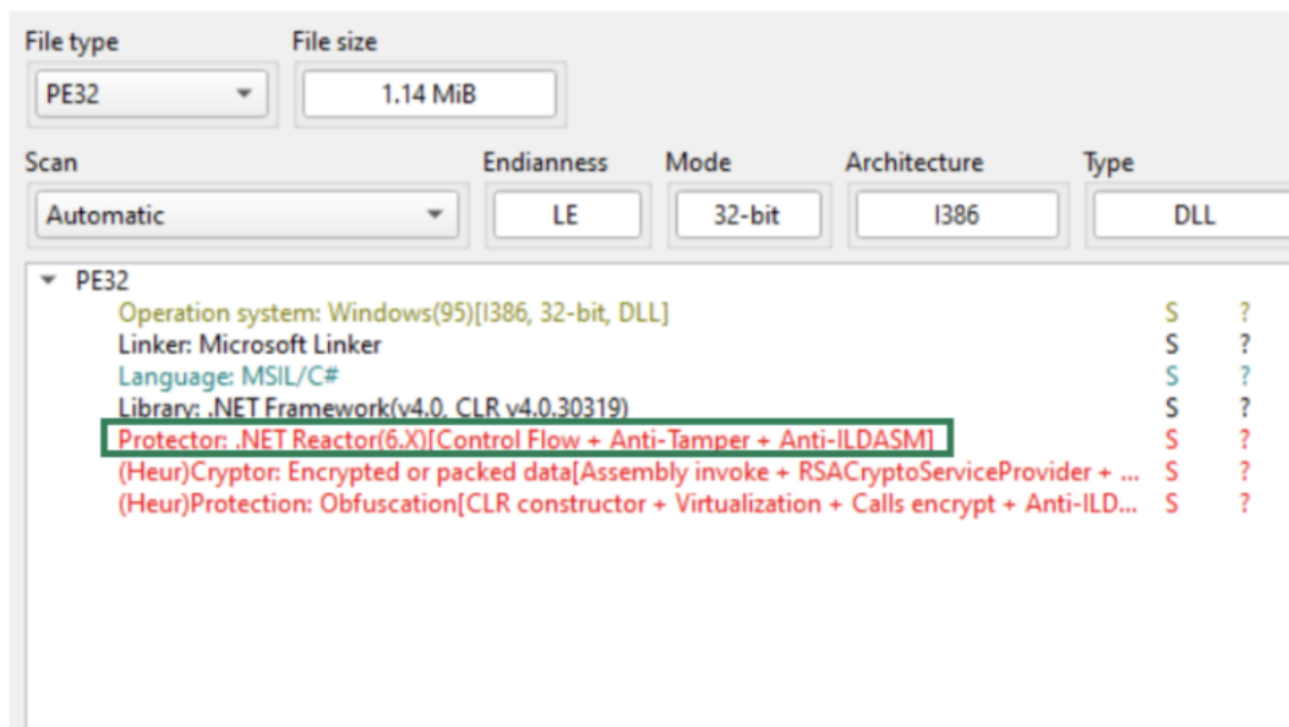 File type File size
PE32 1.14 MiB
Scan Endianness Mode Architecture Type
Automatic LE 32-bit I386 DLL
PE32
Operation system: Windows(95)[I386, 32-bit, DLL] S ?
Linker: Microsoft Linker S ?
Language: MSIL/C# S ?
Library: .NET Framework(v4.0, CLR v4.0.30319) S ?
Protector: .NET Reactor(6.X)[Control Flow + Anti-Tamper + Anti-ILDASM] S ?
(Heur)Cryptor: Encrypted or packed data[Assembly invoke + RSACryptoServiceProvider + ... S ?
(Heur)Protection: Obfuscation[CLR constructor + Virtualization + Calls encrypt + Anti-ILD... S ?